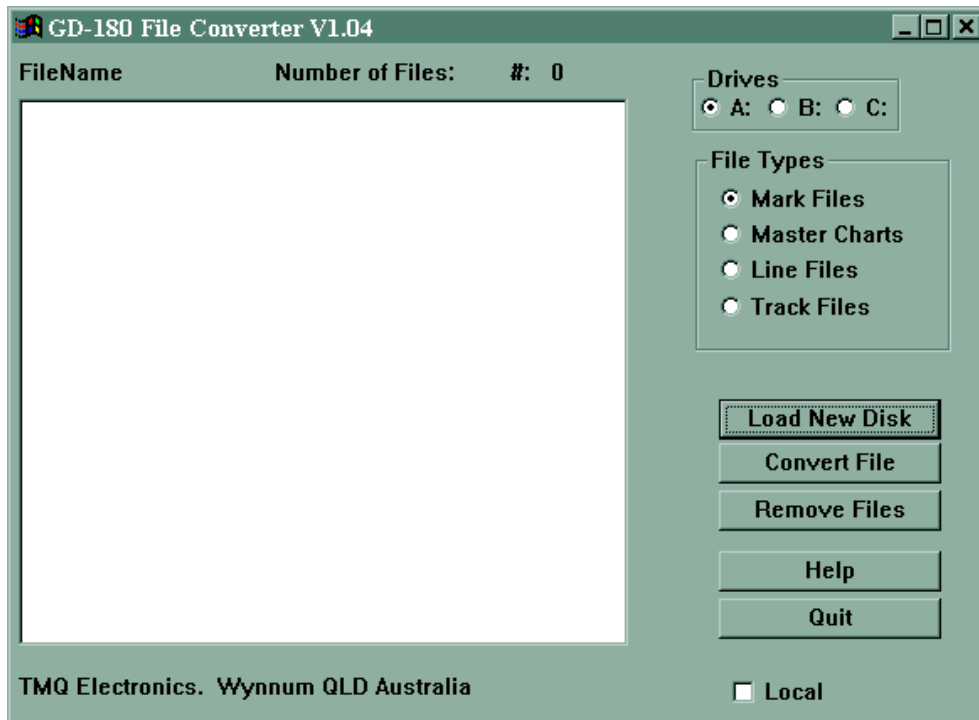 GD-180 File Converter V1.04
FileName Number of Files: #: 0
Drives
A: B: C:
File Types
Mark Files
Master Charts
Line Files
Track Files
Load New Disk
Convert File
Remove Files
Help
Quit
TMQ Electronics. Wynnum QLD Australia
Local